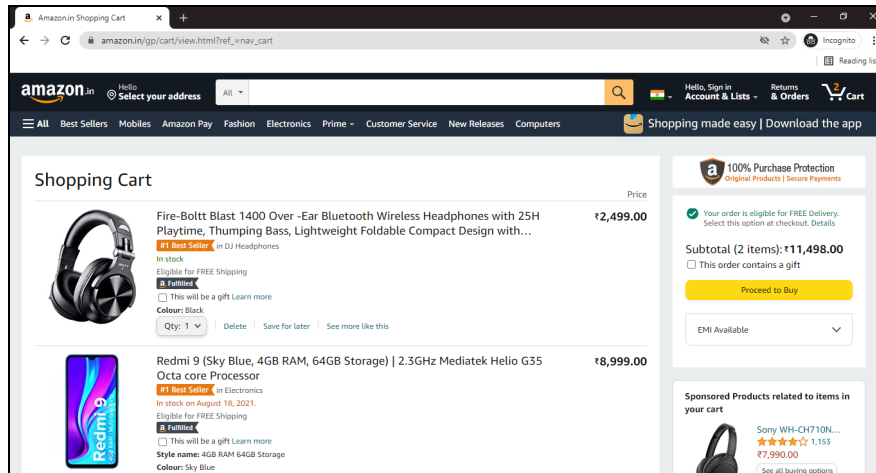 Amazon.in Shopping Cart
amazon.in/gp/cart/view.html?ref_=nav_cart
Incognito
Reading lis
amazon.in
Hello
Select your address
All
Hello, Sign in
Account & Lists
Returns
& Orders
2
Cart
All Best Sellers Mobiles Amazon Pay Fashion Electronics Prime Customer Service New Releases Computers
Shopping made easy | Download the app
Shopping Cart
Price
Fire-Boltt Blast 1400 Over -Ear Bluetooth Wireless Headphones with 25H
Playtime, Thumping Bass, Lightweight Foldable Compact Design with...
₹2,499.00
#1 Best Seller in DJ Headphones
In stock
Eligible for FREE Shipping
a Fulfilled
This will be a gift Learn more
Colour: Black
Qty: 1 Delete Save for later See more like this
Redmi 9 (Sky Blue, 4GB RAM, 64GB Storage) | 2.3GHz Mediatek Helio G35
Octa core Processor
₹8,999.00
#1 Best Seller in Electronics
In stock on August 18, 2021.
Eligible for FREE Shipping
a Fulfilled
This will be a gift Learn more
Style name: 4GB RAM 64GB Storage
Colour: Sky Blue
Redmi 9
a 100% Purchase Protection
Original Products | Secure Payments
Your order is eligible for FREE Delivery.
Select this option at checkout. Details
Subtotal (2 items): ₹11,498.00
This order contains a gift
Proceed to Buy
EMI Available
Sponsored Products related to items in
your cart
Sony WH-CH710N...
1,153
₹7,990.00
See all buying options